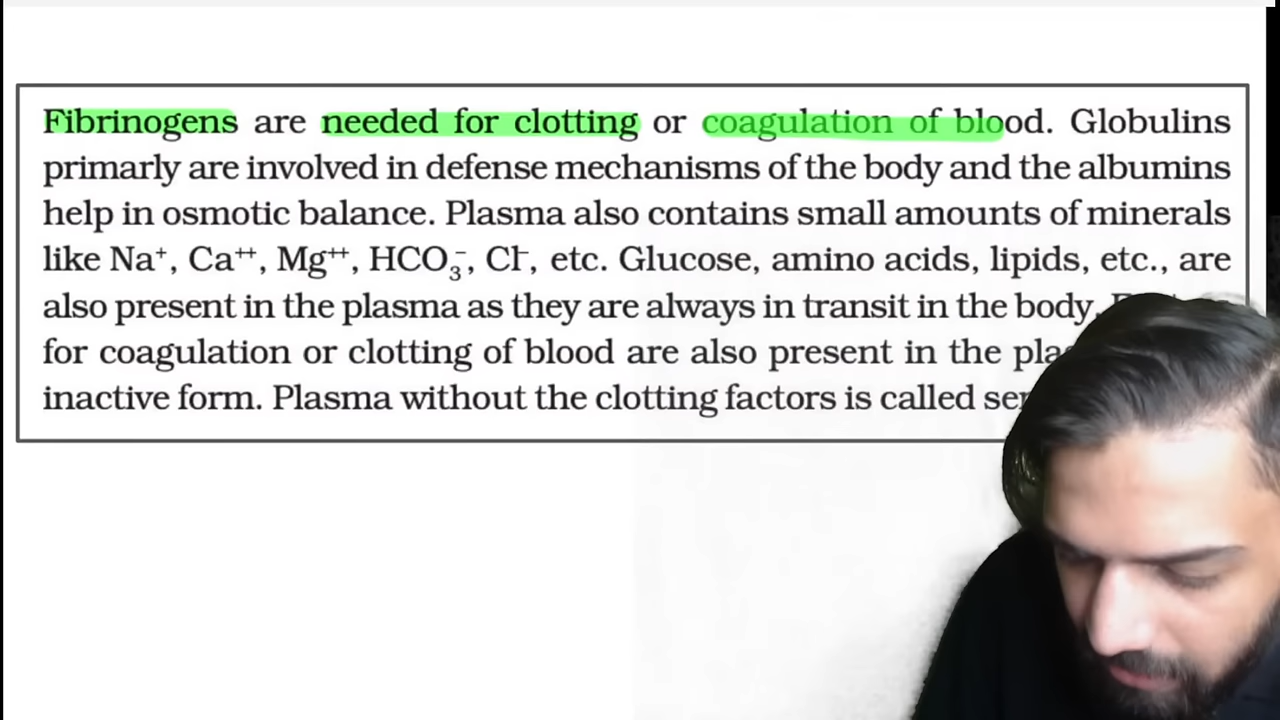 Fibrinogens are needed for clotting or coagulation of blood. Globulins
primarly are involved in defense mechanisms of the body and the albumins
help in osmotic balance. Plasma also contains small amounts of minerals
like Na⁺, Ca⁺⁺, Mg⁺⁺, HCO₃⁻, Cl⁻, etc. Glucose, amino acids, lipids, etc., are
also present in the plasma as they are always in transit in the body.
for coagulation or clotting of blood are also present in the
inactive form. Plasma without the clotting factors is called